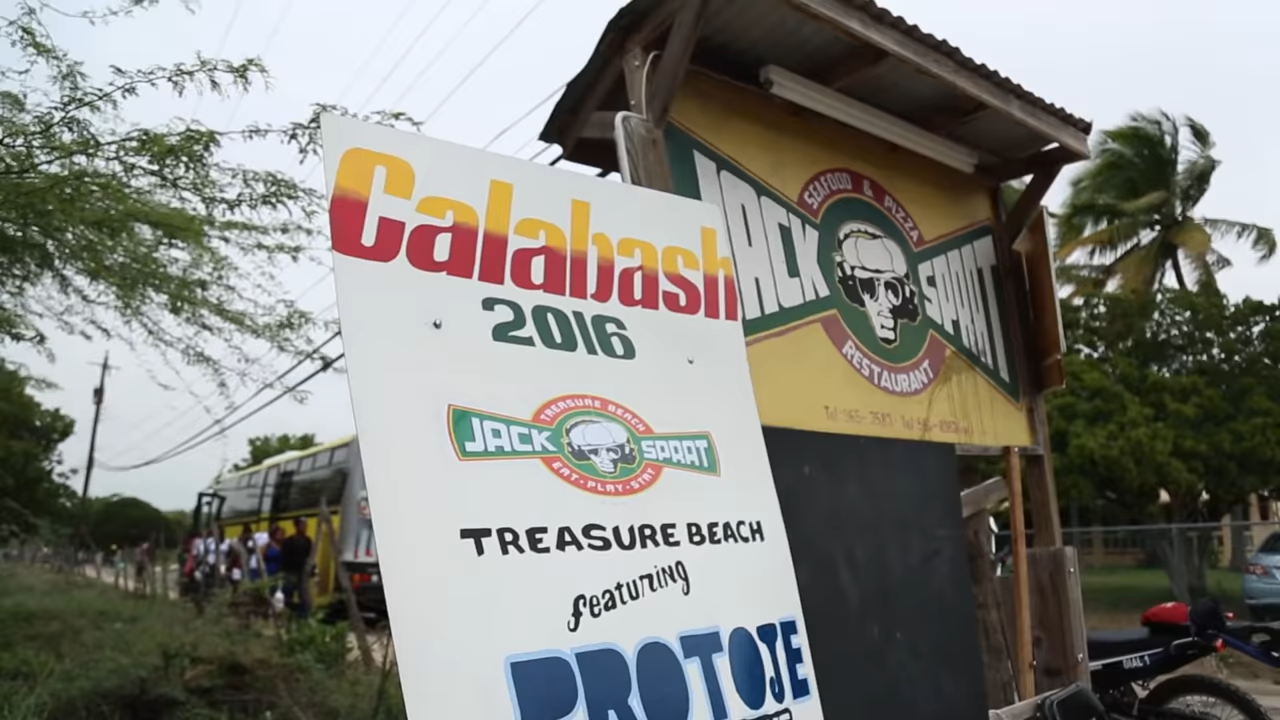 Calabash
2016
TREASURE BEACH
JACK SPRAT
EAT · PLAY · STAY
TREASURE BEACH
featuring
PROTOJE
SEAFOOD & PIZZA
JACK SPRAT
RESTAURANT
DIAL 1